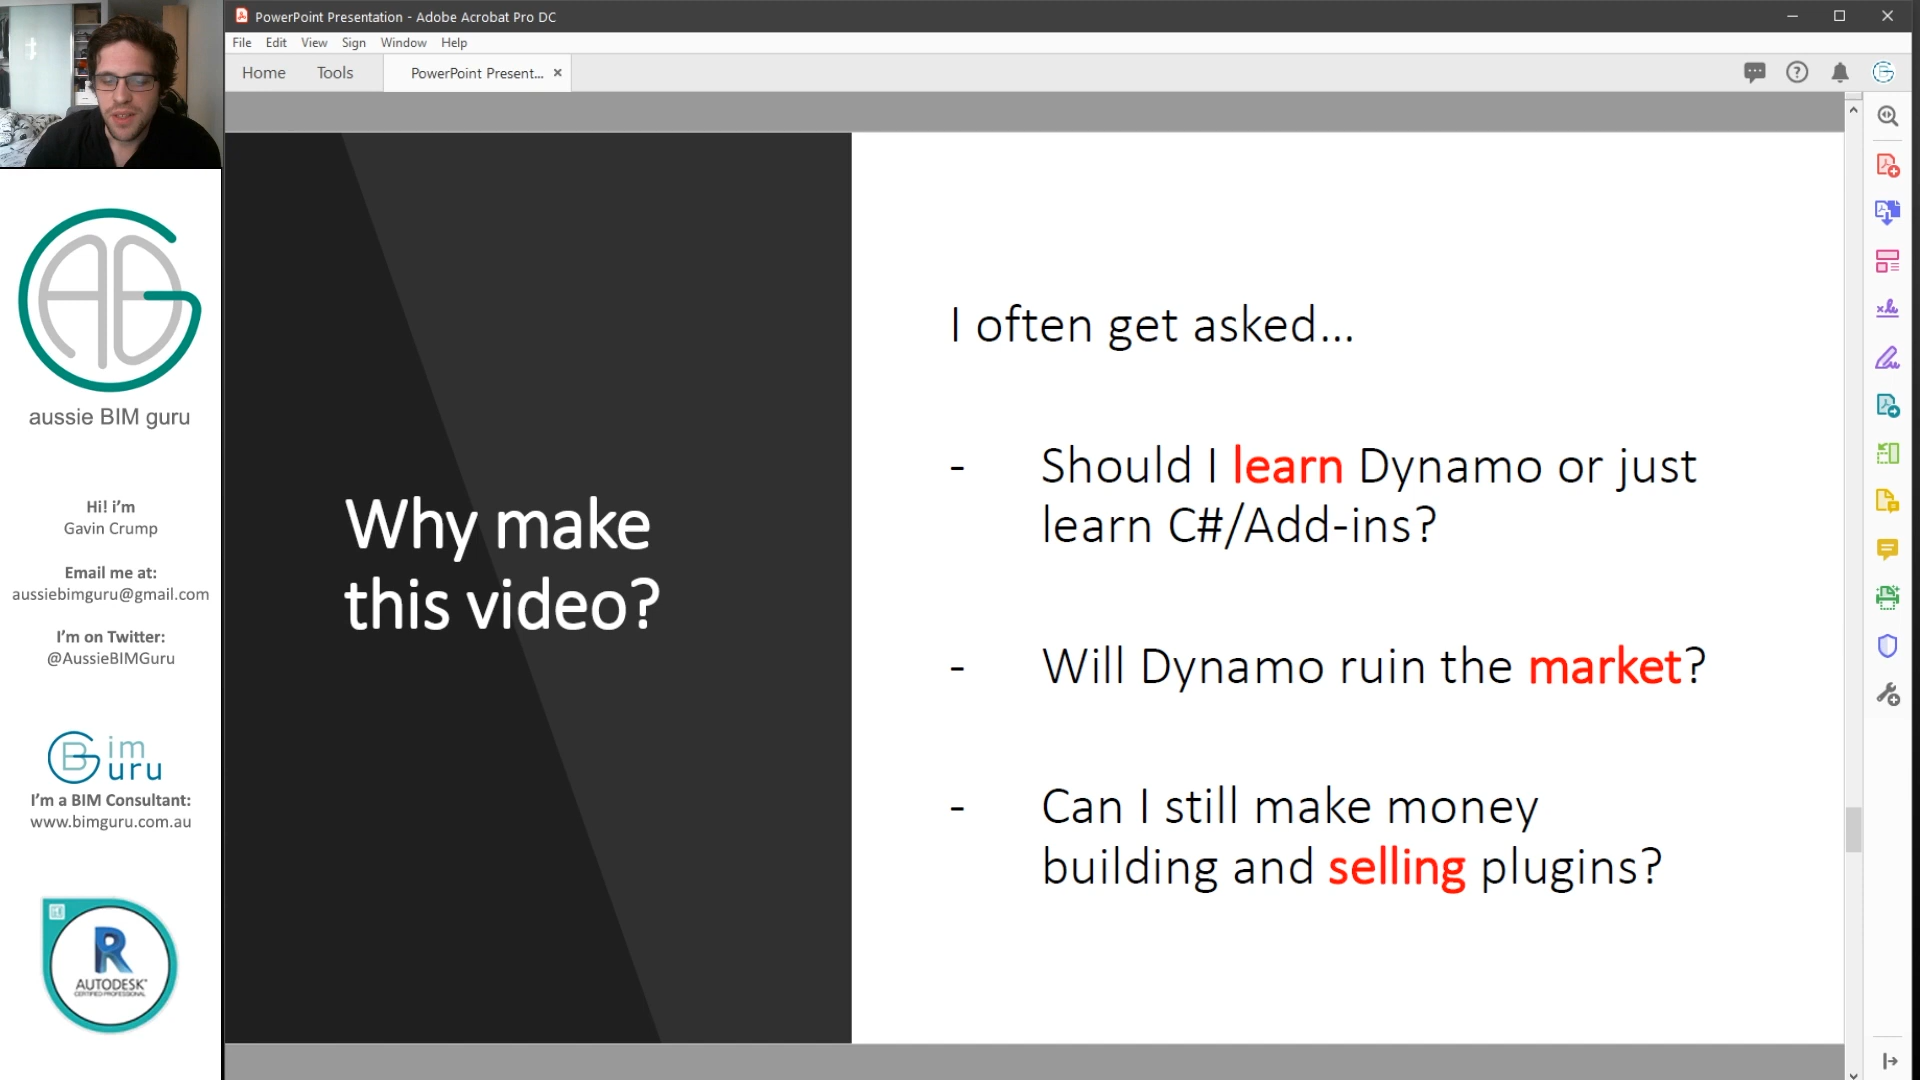 PowerPoint Presentation - Adobe Acrobat Pro DC
File Edit View Sign Window Help
Home Tools PowerPoint Present... ×
aussie BIM guru
Hi! i'm
Gavin Crump
Email me at:
aussiebimguru@gmail.com
I'm on Twitter:
@AussieBIMGuru
BG im
uru
I'm a BIM Consultant:
www.bimguru.com.au
R
AUTODESK
CERTIFIED PROFESSIONAL
Why make
this video?
I often get asked...
- Should I learn Dynamo or just
learn C#/Add-ins?
- Will Dynamo ruin the market?
- Can I still make money
building and selling plugins?